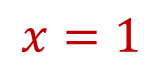 x = 1